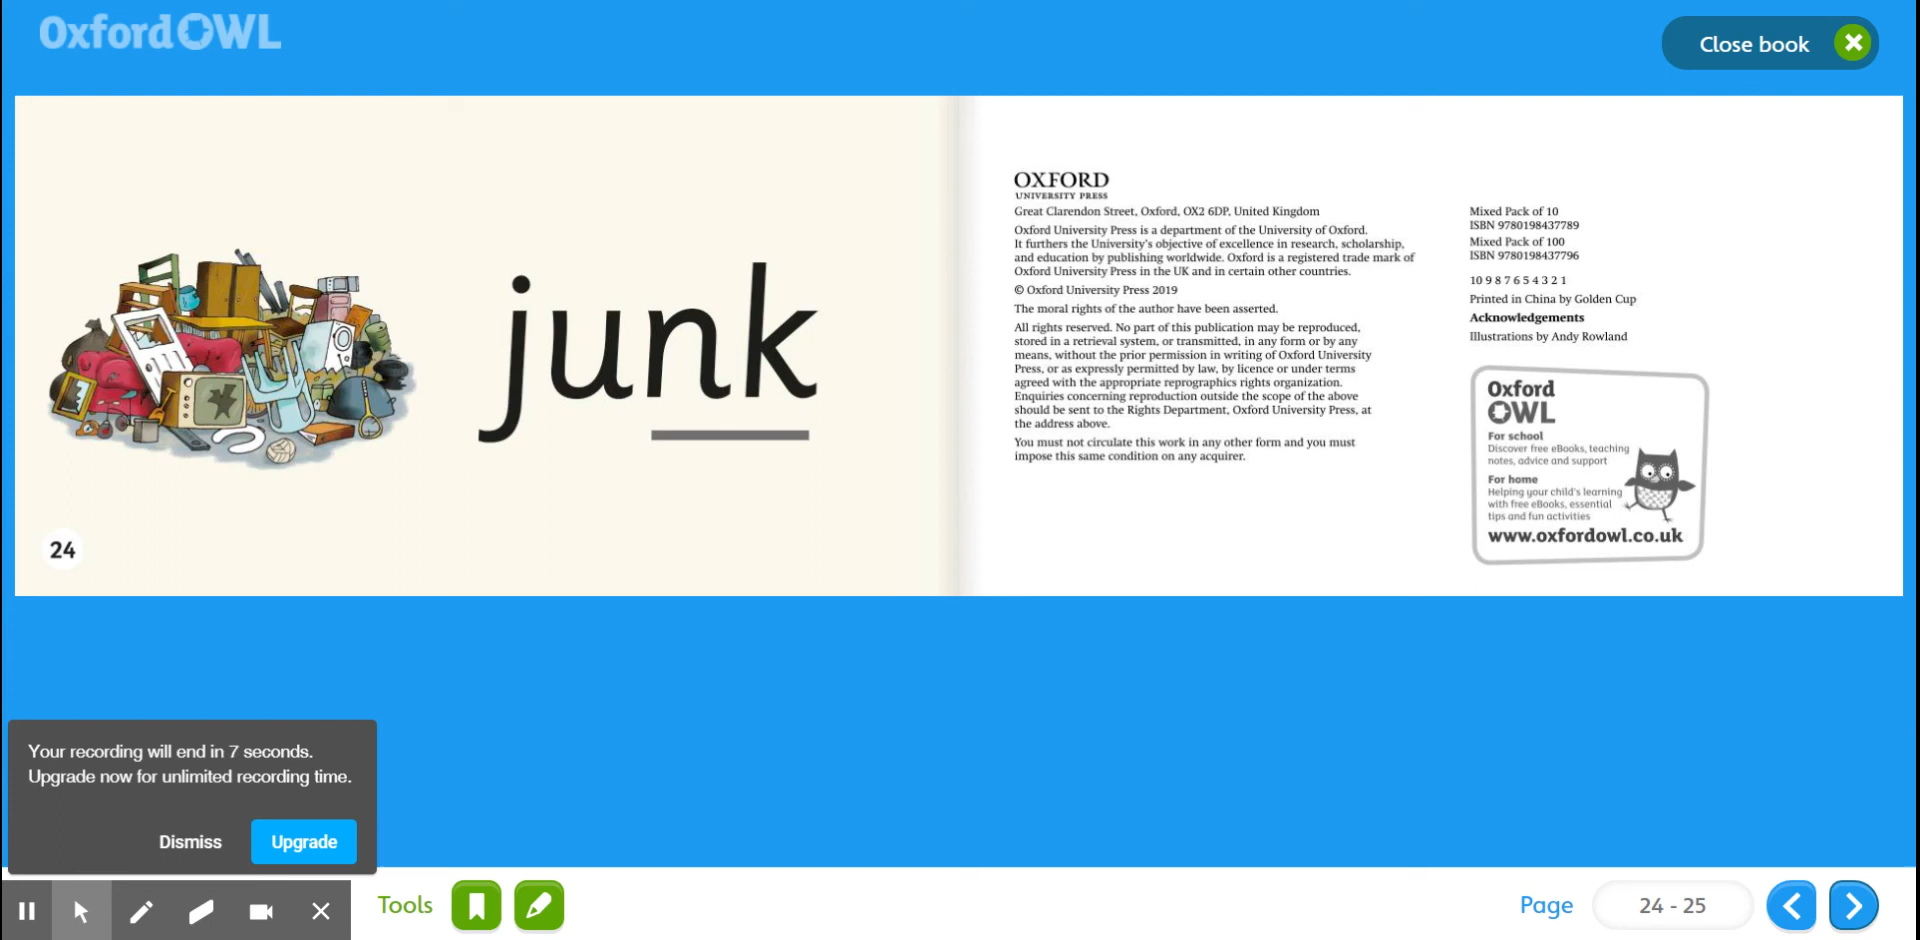 Oxford OWL
Close book
junk
24
OXFORD
UNIVERSITY PRESS
Great Clarendon Street, Oxford, OX2 6DP, United Kingdom
Oxford University Press is a department of the University of Oxford.
It furthers the University's objective of excellence in research, scholarship,
and education by publishing worldwide. Oxford is a registered trade mark of
Oxford University Press in the UK and in certain other countries.
© Oxford University Press 2019
The moral rights of the author have been asserted.
All rights reserved. No part of this publication may be reproduced,
stored in a retrieval system, or transmitted, in any form or by any
means, without the prior permission in writing of Oxford University
Press, or as expressly permitted by law, by licence or under terms
agreed with the appropriate reprographics rights organization.
Enquiries concerning reproduction outside the scope of the above
should be sent to the Rights Department, Oxford University Press, at
the address above.
You must not circulate this work in any other form and you must
impose this same condition on any acquirer.
Mixed Pack of 10
ISBN 9780198437789
Mixed Pack of 100
ISBN 9780198437796
10 9 8 7 6 5 4 3 2 1
Printed in China by Golden Cup
Acknowledgements
Illustrations by Andy Rowland
Oxford
OWL
For school
Discover free eBooks, teaching
notes, advice and support
For home
Helping your child's learning
with free eBooks, essential
tips and fun activities
www.oxfordowl.co.uk
Your recording will end in 7 seconds.
Upgrade now for unlimited recording time.
Dismiss
Upgrade
Tools
Page
24 - 25